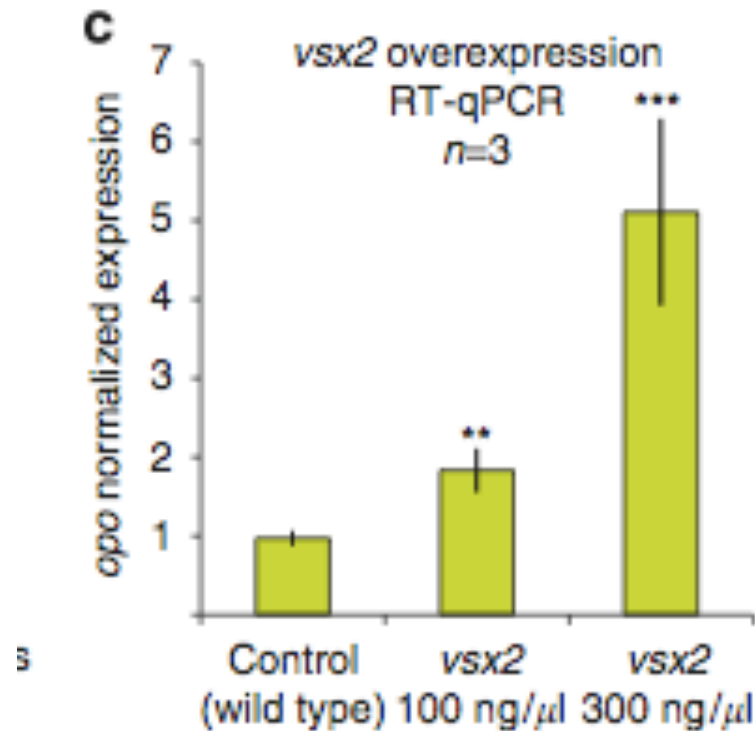 c
vsx2 overexpression
RT-qPCR
n=3
opo normalized expression
7
6
5
4
3
2
1
**
***
s
Control
(wild type)
vsx2
100 ng/μl
vsx2
300 ng/μl